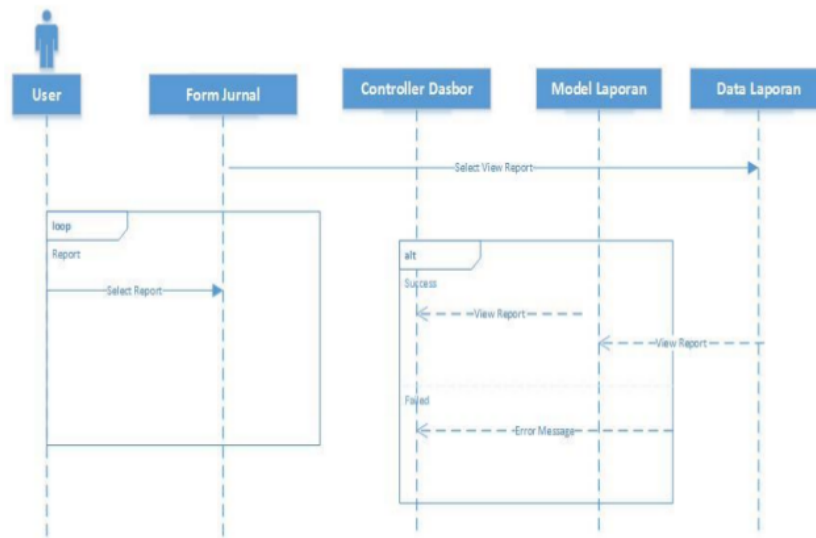 User
Form Jurnal
Controller Dasbor
Model Laporan
Data Laporan
Select View Report
loop
Report
Select Report
alt
Success
View Report
View Report
Failed
Error Message